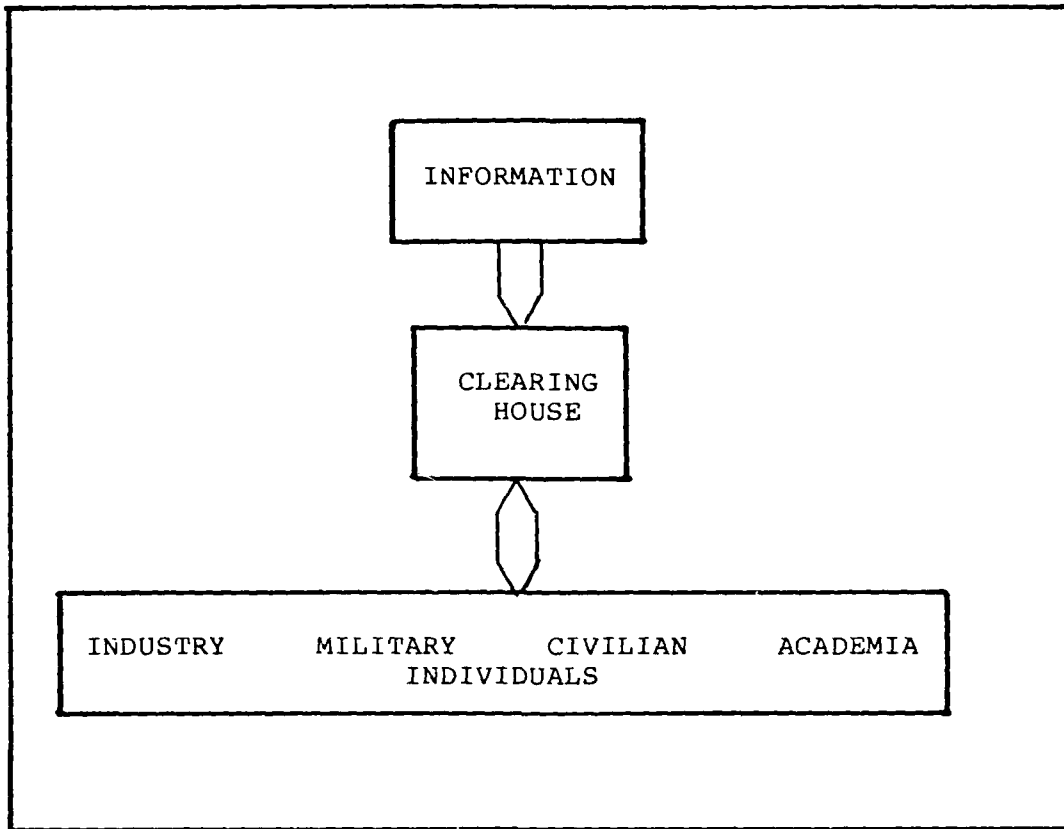 INFORMATION
CLEARING
HOUSE
INDUSTRY MILITARY CIVILIAN ACADEMIA
INDIVIDUALS